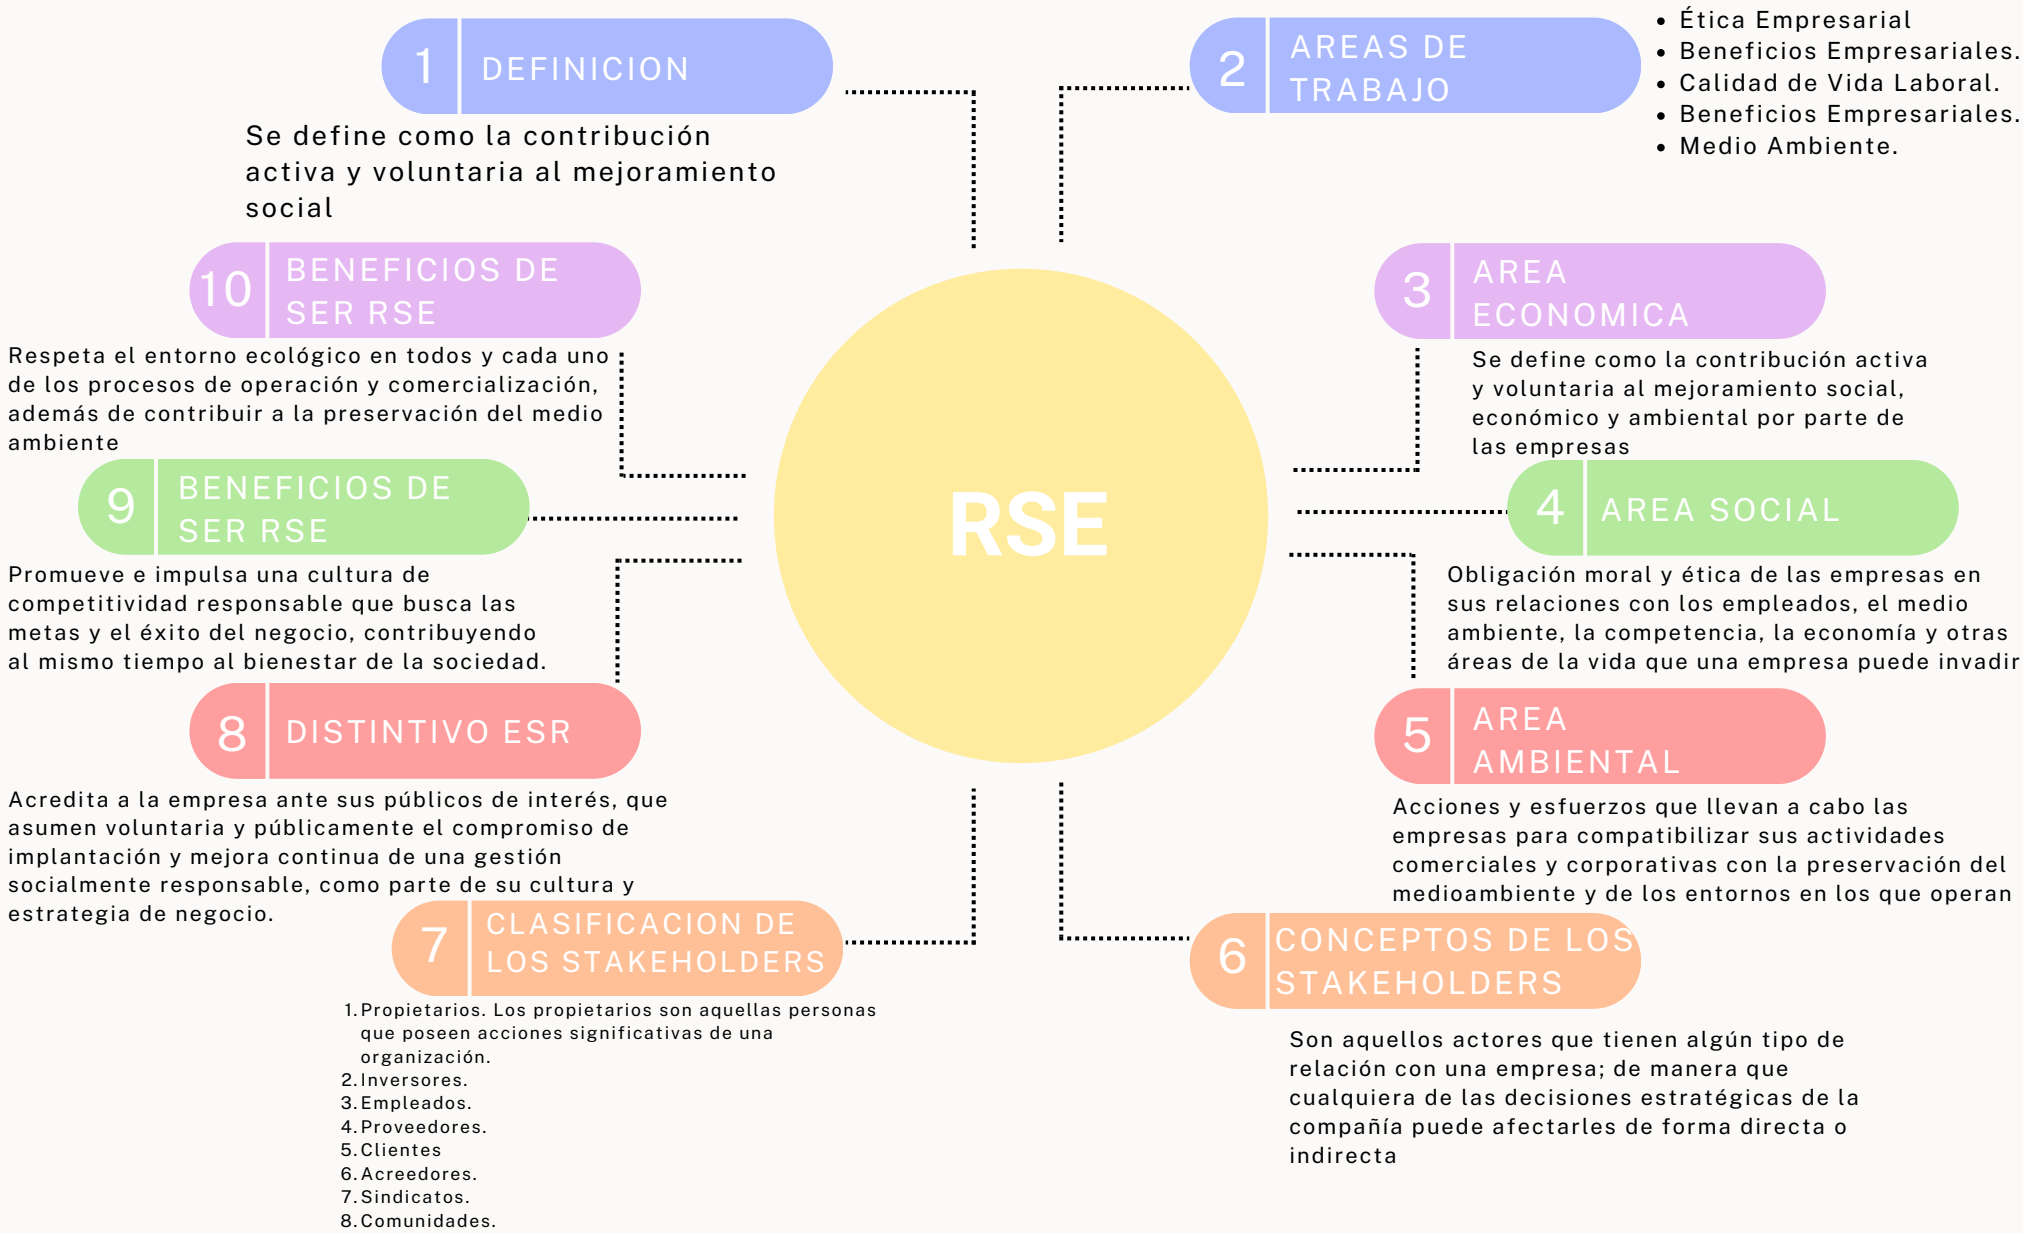 1
DEFINICION
Se define como la contribución
activa y voluntaria al mejoramiento
social
2
AREAS DE
TRABAJO
• Ética Empresarial
• Beneficios Empresariales.
• Calidad de Vida Laboral.
• Beneficios Empresariales.
• Medio Ambiente.
3
AREA
ECONOMICA
Se define como la contribución activa
y voluntaria al mejoramiento social,
económico y ambiental por parte de
las empresas
4
AREA SOCIAL
Obligación moral y ética de las empresas en
sus relaciones con los empleados, el medio
ambiente, la competencia, la economía y otras
áreas de la vida que una empresa puede invadir
5
AREA
AMBIENTAL
Acciones y esfuerzos que llevan a cabo las
empresas para compatibilizar sus actividades
comerciales y corporativas con la preservación del
medioambiente y de los entornos en los que operan
6
CONCEPTOS DE LOS
STAKEHOLDERS
Son aquellos actores que tienen algún tipo de
relación con una empresa; de manera que
cualquiera de las decisiones estratégicas de la
compañía puede afectarles de forma directa o
indirecta
7
CLASIFICACION DE
LOS STAKEHOLDERS
1. Propietarios. Los propietarios son aquellas personas
que poseen acciones significativas de una
organización.
2. Inversores.
3. Empleados.
4. Proveedores.
5. Clientes
6. Acreedores.
7. Sindicatos.
8. Comunidades.
8
DISTINTIVO ESR
Acredita a la empresa ante sus públicos de interés, que
asumen voluntaria y públicamente el compromiso de
implantación y mejora continua de una gestión
socialmente responsable, como parte de su cultura y
estrategia de negocio.
9
BENEFICIOS DE
SER RSE
Promueve e impulsa una cultura de
competitividad responsable que busca las
metas y el éxito del negocio, contribuyendo
al mismo tiempo al bienestar de la sociedad.
10
BENEFICIOS DE
SER RSE
Respeta el entorno ecológico en todos y cada uno
de los procesos de operación y comercialización,
además de contribuir a la preservación del medio
ambiente
RSE